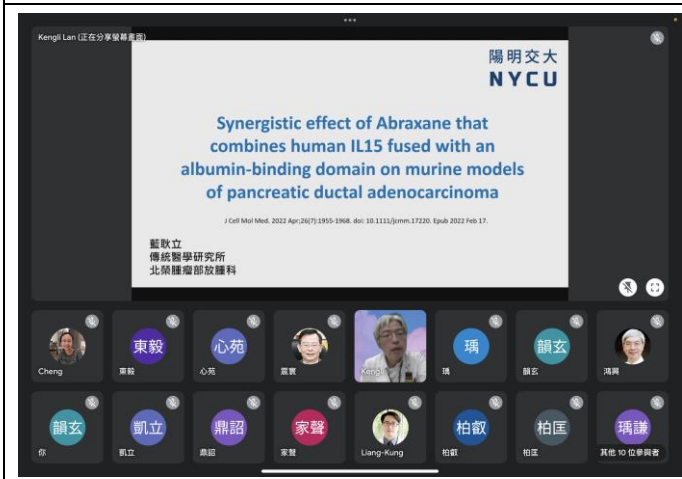 Kengli Lan (正在分享螢幕畫面)
陽明交大
NYCU
Synergistic effect of Abraxane that
combines human IL15 fused with an
albumin-binding domain on murine models
of pancreatic ductal adenocarcinoma
J Cell Mol Med. 2022 Apr;26(7):1955-1968. doi: 10.1111/jcmm.17220. Epub 2022 Feb 17.
藍耿立
傳統醫學研究所
北榮腫瘤部放腫科
Cheng
東毅
東毅
心苑
心苑
震寰
Kengli
瑀
瑀
韻玄
韻玄
鴻興
韻玄
你
凱立
凱立
鼎詔
鼎詔
家聲
家聲
Liang-Kung
柏叡
柏叡
柏匡
柏匡
瑀謙
其他 10 位參與者